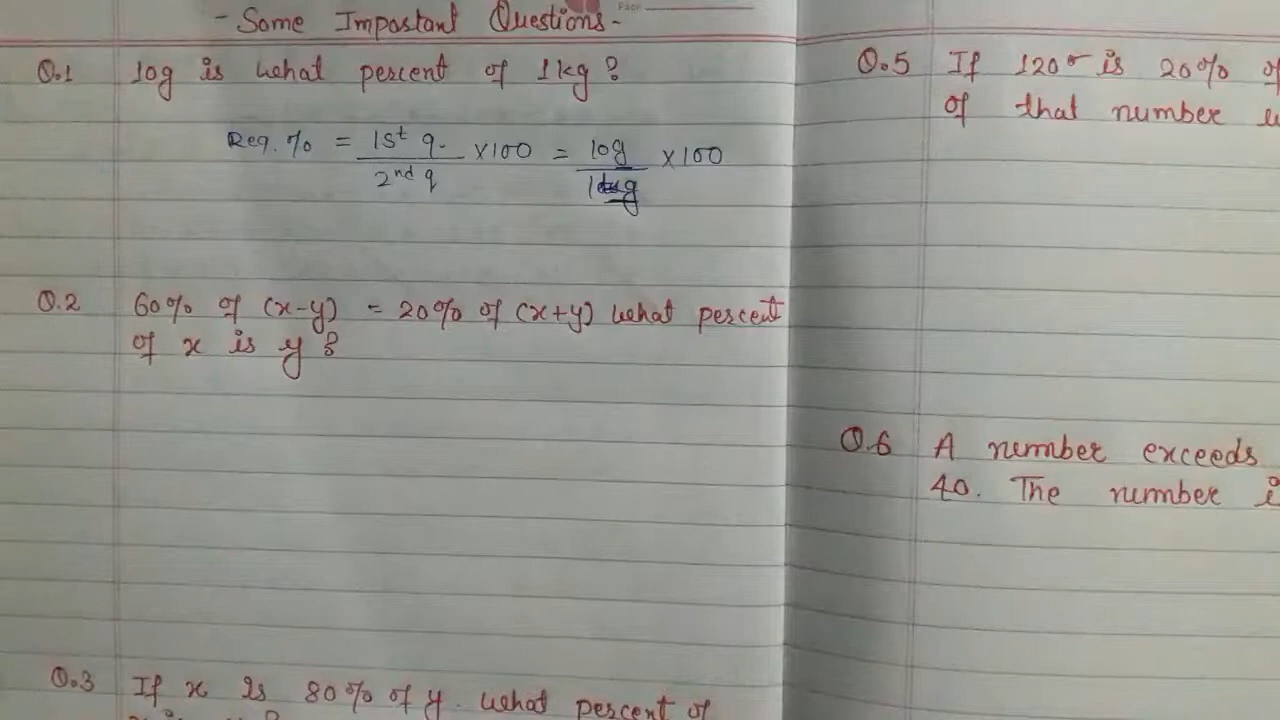 - Some Important Questions -
Q.1 10g is what percent of 1kg ?
Req. % = 1st q. / 2nd q × 100 = 10g / 1 g × 100
Q.2 60% of (x-y) = 20% of (x+y) what percent
of x is y ?
Q.3 If x is 80% of y. what percent of
Q.5 If 120 is 20% of
of that number
Q.6 A number exceeds
40. The number